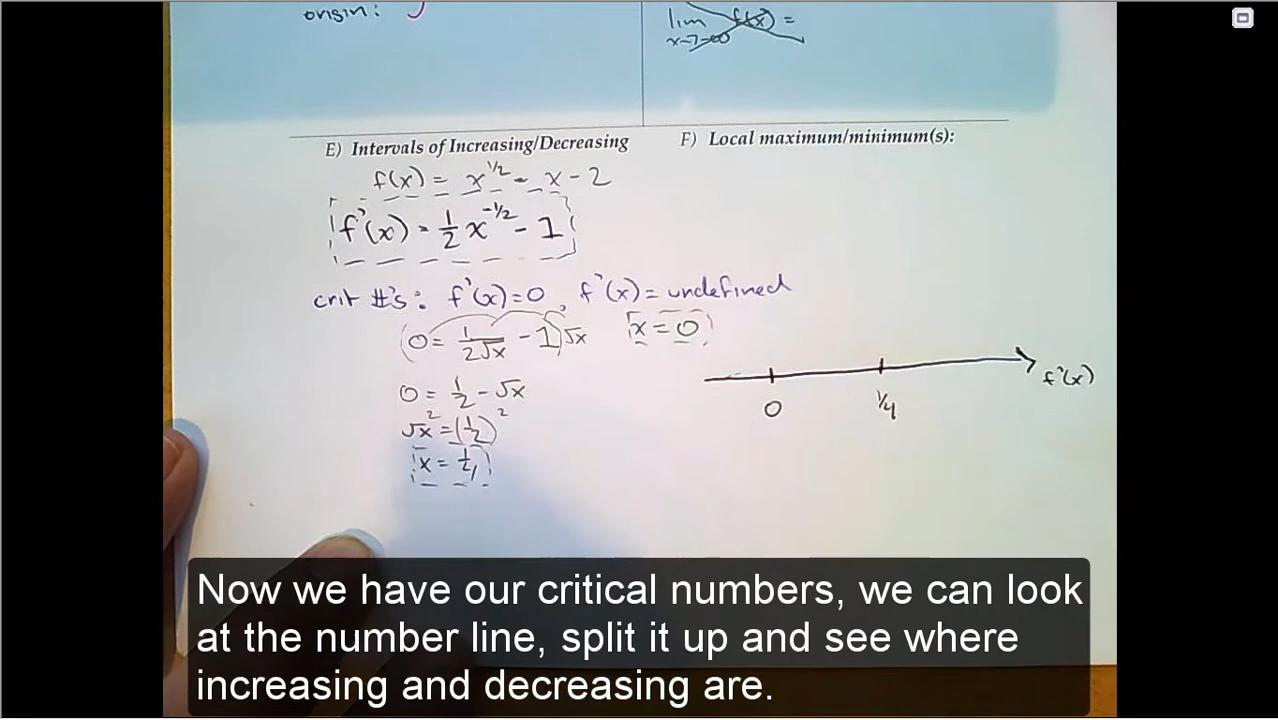 origin:
lim f(x) =
x→-∞
E) Intervals of Increasing/Decreasing
F) Local maximum/minimum(s):
f(x) = x^1/2 - x - 2
f'(x) = 1/2 x^-1/2 - 1
crit #'s: f'(x)=0, f'(x)= undefined
(0 = 1/2√x - 1)√x
x = 0
0 = 1/2 - √x
√x^2 = (1/2)^2
x = 1/4
0 1/4 f'(x)
Now we have our critical numbers, we can look
at the number line, split it up and see where
increasing and decreasing are.